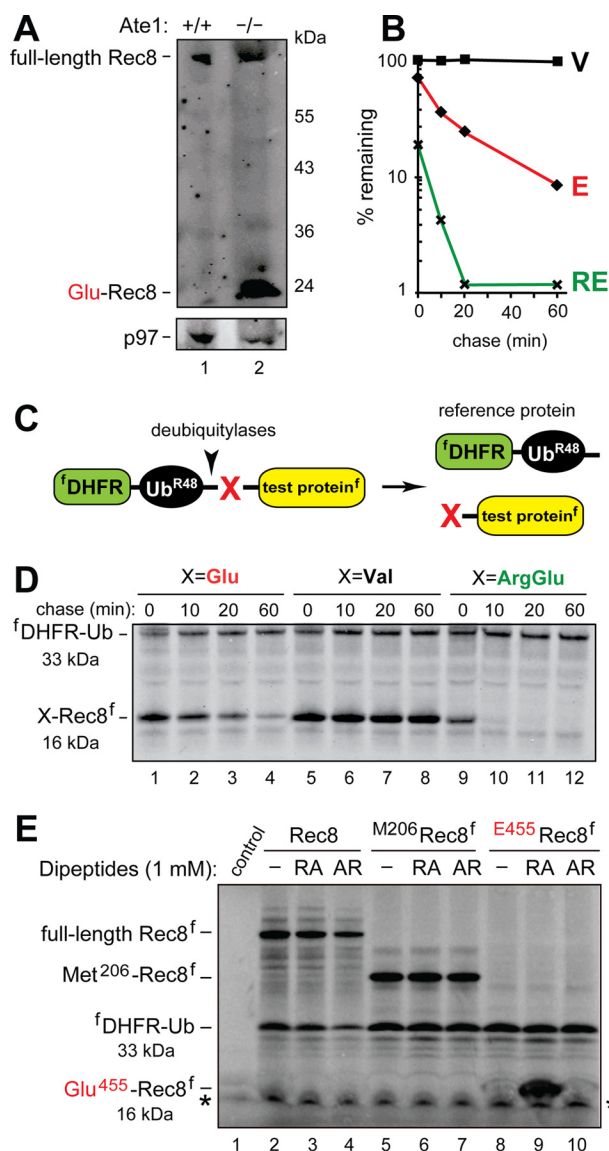 A
Ate1: +/+ −/−
kDa
full-length Rec8
55
43
36
24
Glu-Rec8
p97
1 2
B
% remaining
100
10
1
V
E
RE
0 20 40 60
chase (min)
C
deubiquitylases
fDHFR UbR48 X test proteinf
reference protein
fDHFR UbR48
X test proteinf
D
X=Glu X=Val X=ArgGlu
chase (min): 0 10 20 60 0 10 20 60 0 10 20 60
fDHFR-Ub
33 kDa
X-Rec8f
16 kDa
1 2 3 4 5 6 7 8 9 10 11 12
E
control Rec8 M206Rec8f E455Rec8f
Dipeptides (1 mM): – RA AR – RA AR – RA AR
full-length Rec8f
Met206-Rec8f
fDHFR-Ub
33 kDa
Glu455-Rec8f
* *
16 kDa
1 2 3 4 5 6 7 8 9 10